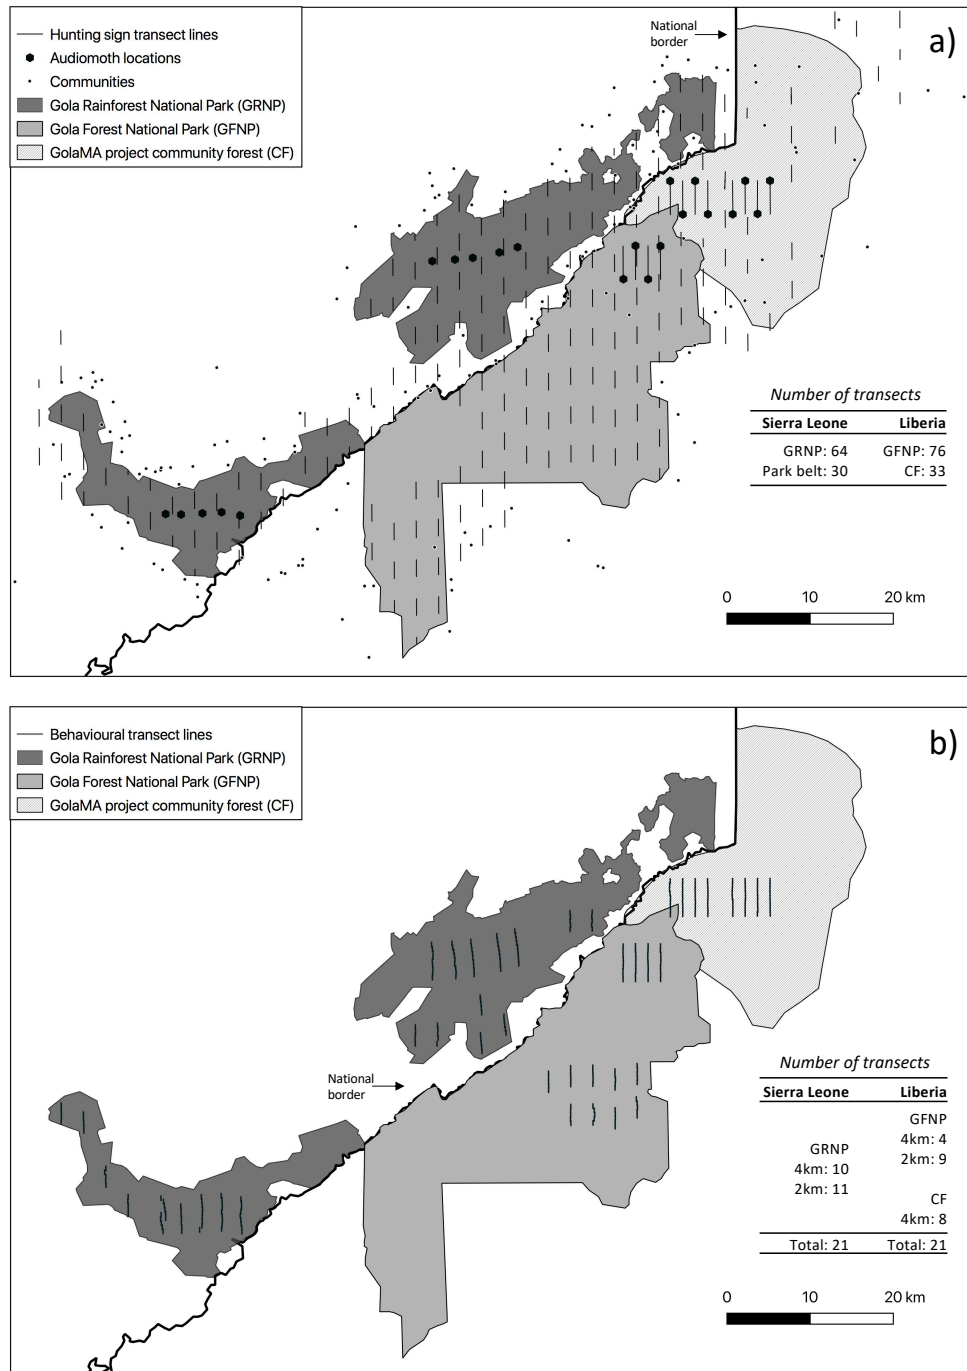 Hunting sign transect lines
Audiomoth locations
Communities
Gola Rainforest National Park (GRNP)
Gola Forest National Park (GFNP)
GolaMA project community forest (CF)
National
border
a)
Number of transects
Sierra Leone Liberia
GRNP: 64 GFNP: 76
Park belt: 30 CF: 33
0 10 20 km
Behavioural transect lines
Gola Rainforest National Park (GRNP)
Gola Forest National Park (GFNP)
GolaMA project community forest (CF)
b)
National
border
Number of transects
Sierra Leone Liberia
GFNP
GRNP 4km: 4
4km: 10 2km: 9
2km: 11 CF
4km: 8
Total: 21 Total: 21
0 10 20 km